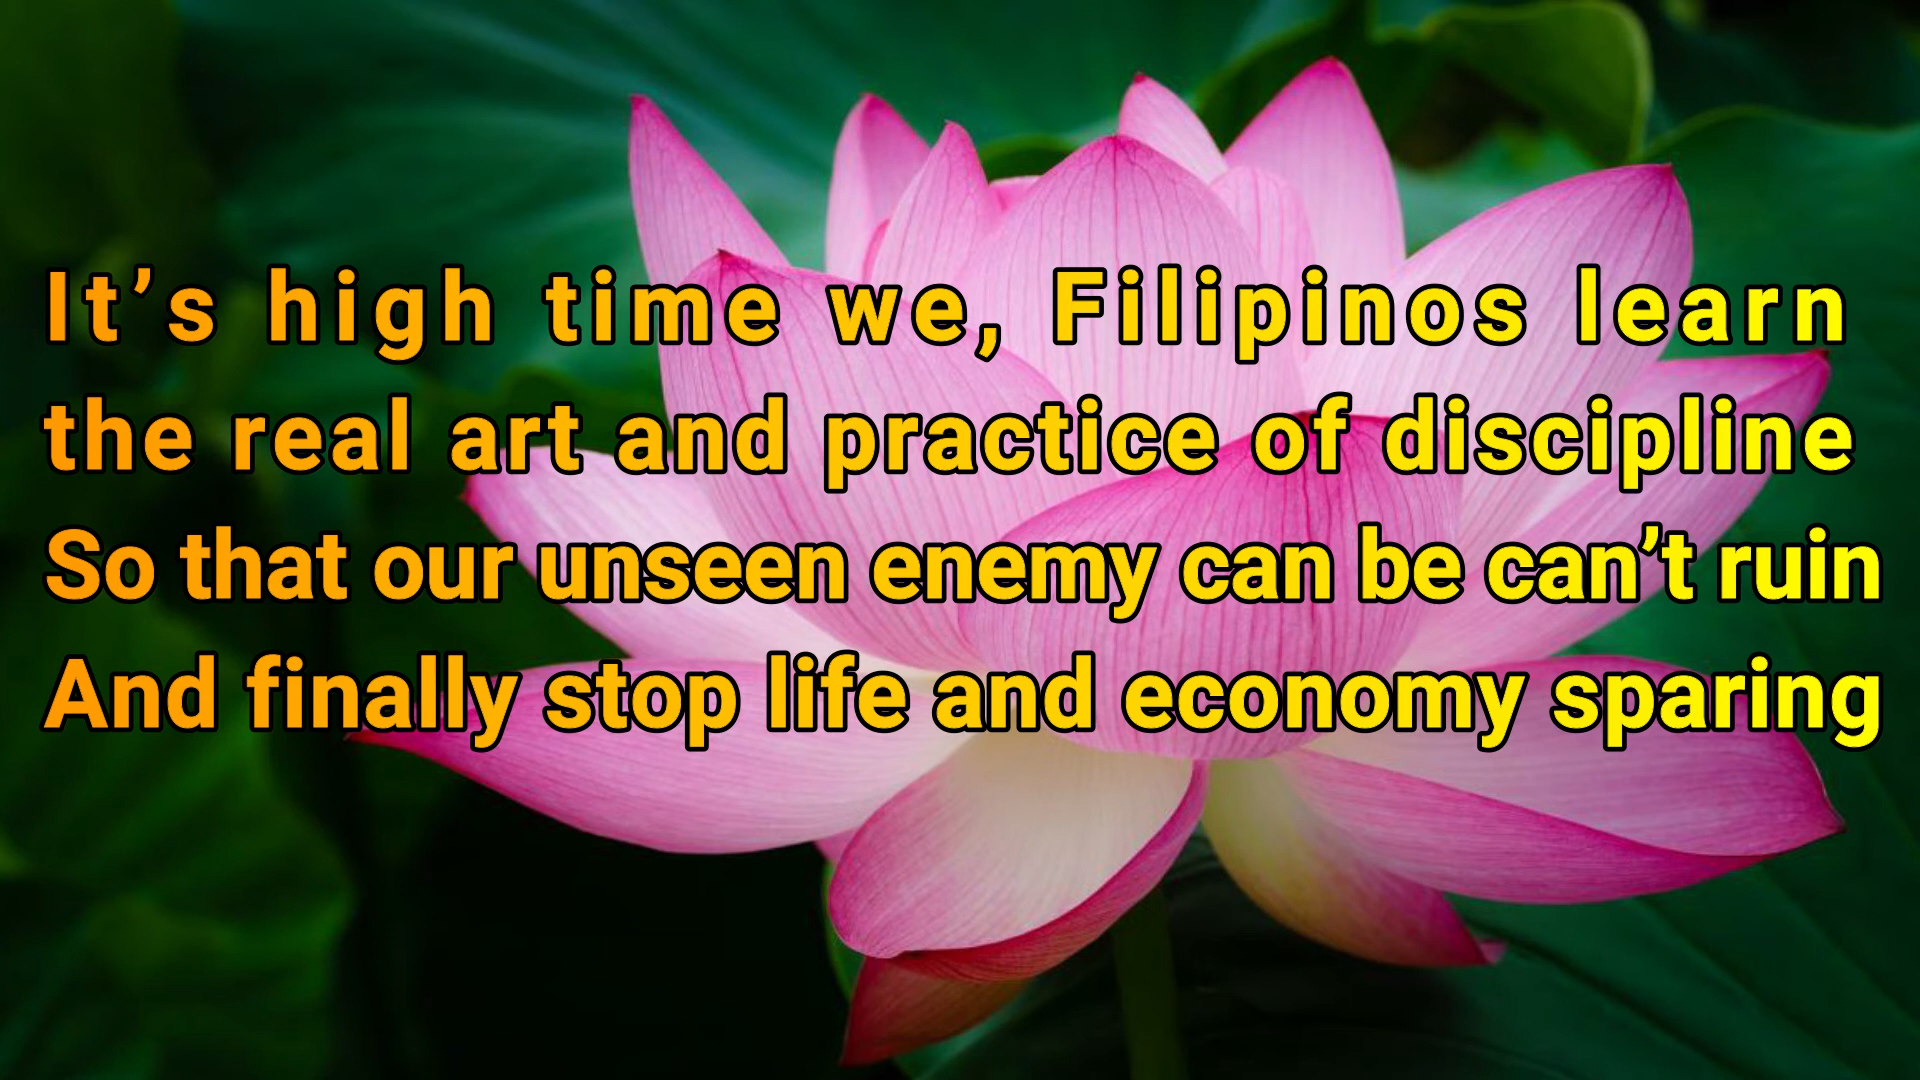 It’s high time we, Filipinos learn
the real art and practice of discipline
So that our unseen enemy can be can’t ruin
And finally stop life and economy sparing